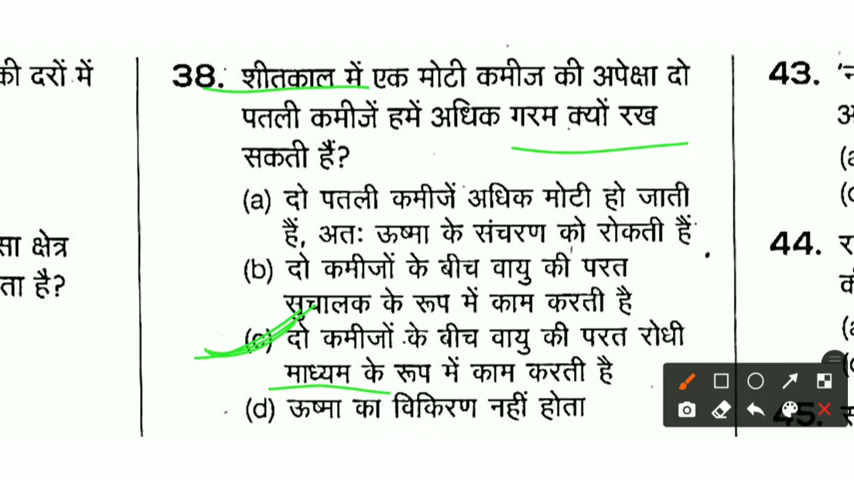 की दरों में
सा क्षेत्र
ता है?
38. शीतकाल में एक मोटी कमीज की अपेक्षा दो
पतली कमीजें हमें अधिक गरम क्यों रख
सकती हैं?
(a) दो पतली कमीजें अधिक मोटी हो जाती
हैं, अतः ऊष्मा के संचरण को रोकती हैं
(b) दो कमीजों के बीच वायु की परत
सुचालक के रूप में काम करती है
(c) दो कमीजों के बीच वायु की परत रोधी
माध्यम के रूप में काम करती है
(d) ऊष्मा का विकिरण नहीं होता
43.
44.
45.